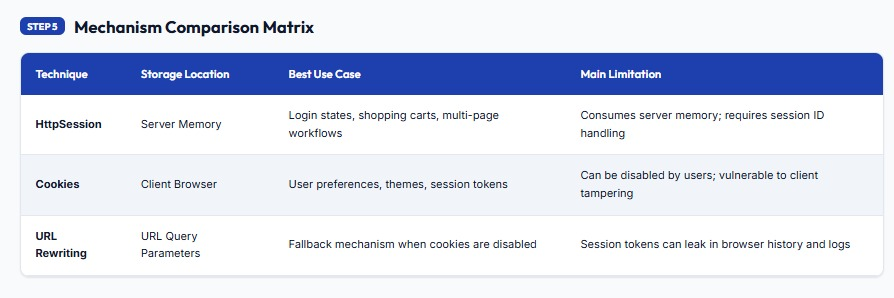 STEP 5 Mechanism Comparison Matrix
Technique Storage Location Best Use Case Main Limitation
HttpSession Server Memory Login states, shopping carts, multi-page workflows Consumes server memory; requires session ID handling
Cookies Client Browser User preferences, themes, session tokens Can be disabled by users; vulnerable to client tampering
URL Rewriting URL Query Parameters Fallback mechanism when cookies are disabled Session tokens can leak in browser history and logs